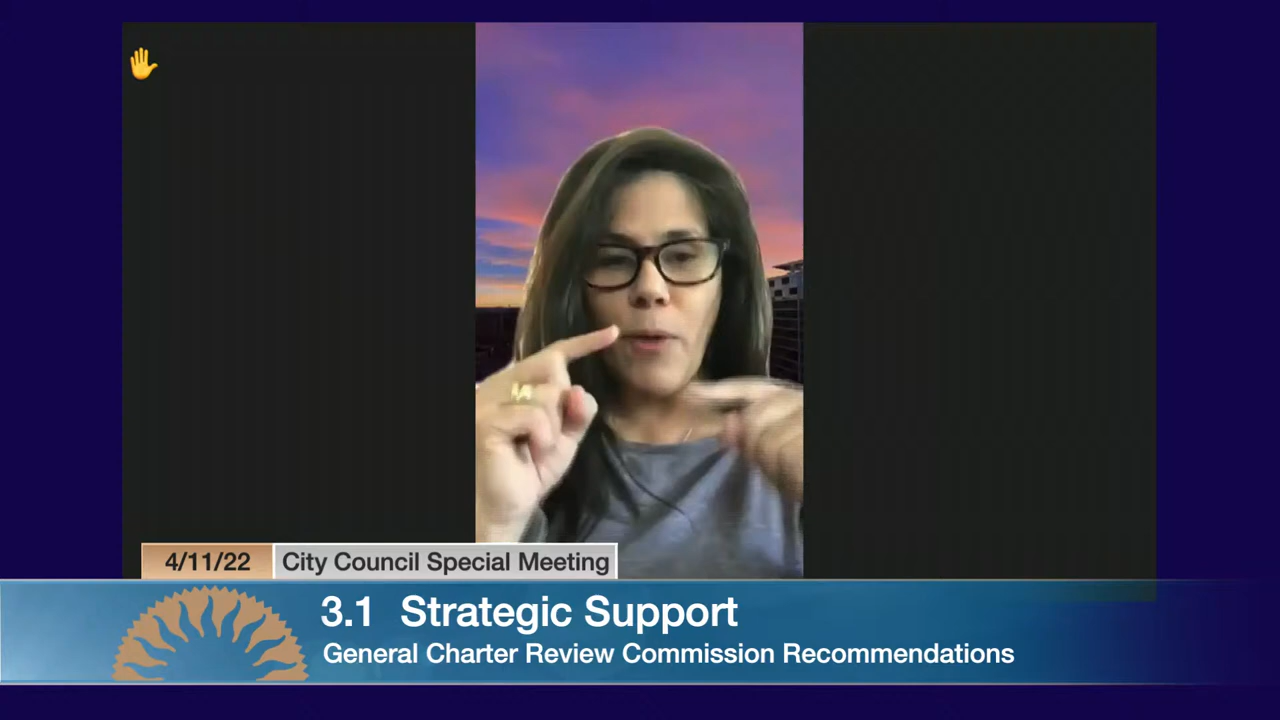 4/11/22 City Council Special Meeting
3.1 Strategic Support
General Charter Review Commission Recommendations